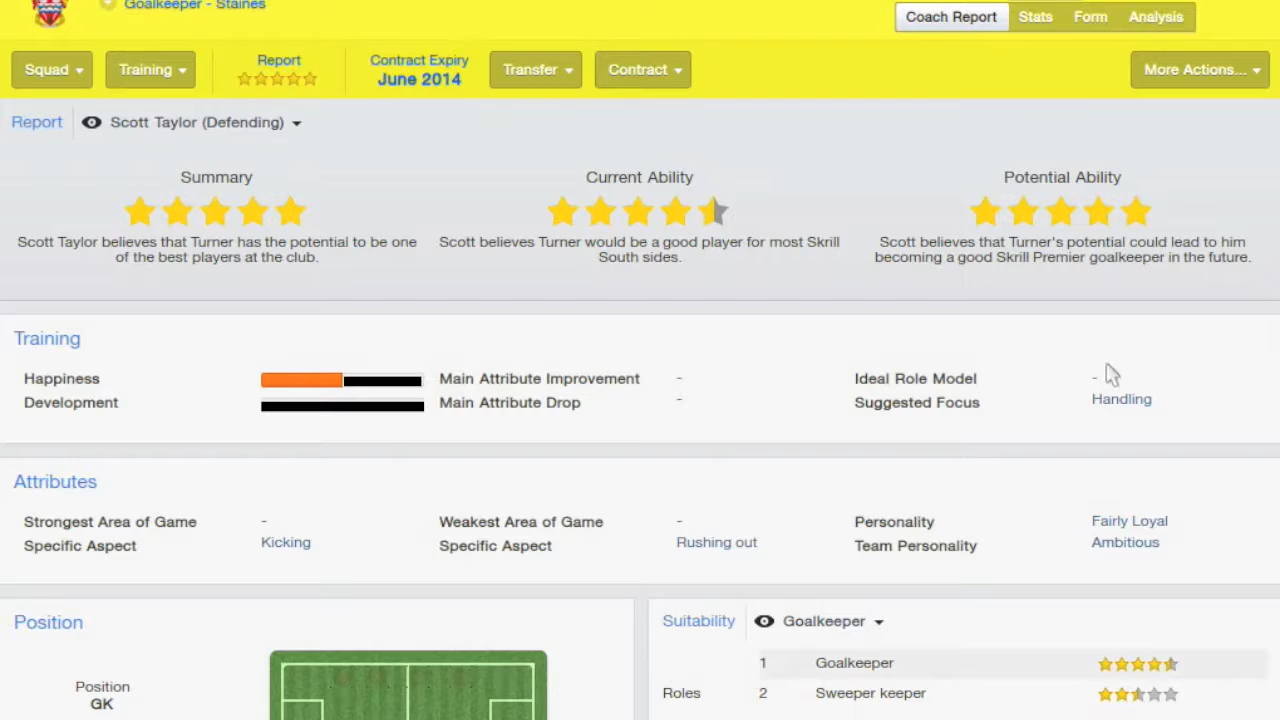 Goalkeeper - Staines
Coach Report Stats Form Analysis
Squad Training Report Contract Expiry June 2014 Transfer Contract More Actions...
Report Scott Taylor (Defending)
Summary Current Ability Potential Ability
Scott Taylor believes that Turner has the potential to be one of the best players at the club.
Scott believes Turner would be a good player for most Skrill South sides.
Scott believes that Turner's potential could lead to him becoming a good Skrill Premier goalkeeper in the future.
Training
Happiness Main Attribute Improvement - Ideal Role Model -
Development Main Attribute Drop - Suggested Focus Handling
Attributes
Strongest Area of Game - Weakest Area of Game - Personality Fairly Loyal
Specific Aspect Kicking Specific Aspect Rushing out Team Personality Ambitious
Position
Position
GK
Suitability Goalkeeper
1 Goalkeeper
Roles 2 Sweeper keeper